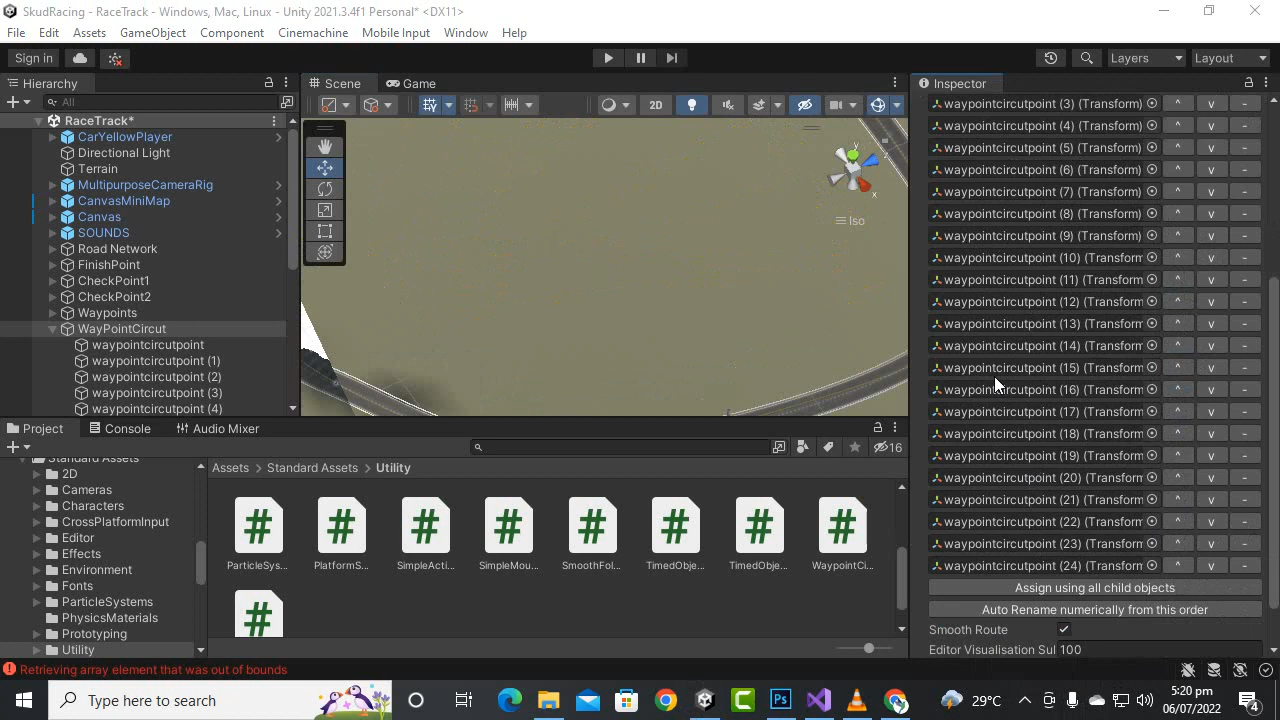 SkudRacing - RaceTrack - Windows, Mac, Linux - Unity 2021.3.4f1 Personal* <DX11>
File Edit Assets GameObject Component Cinemachine Mobile Input Window Help
Sign in Layers Layout
Hierarchy Scene Game Inspector
All 2D
RaceTrack*
CarYellowPlayer
Directional Light
Terrain
MultipurposeCameraRig
CanvasMiniMap
Canvas
SOUNDS
Road Network
FinishPoint
CheckPoint1
CheckPoint2
Waypoints
WayPointCircut
waypointcircutpoint
waypointcircutpoint (1)
waypointcircutpoint (2)
waypointcircutpoint (3)
waypointcircutpoint (4)
y
z
x
Iso
waypointcircutpoint (3) (Transform) ^ v -
waypointcircutpoint (4) (Transform) ^ v -
waypointcircutpoint (5) (Transform) ^ v -
waypointcircutpoint (6) (Transform) ^ v -
waypointcircutpoint (7) (Transform) ^ v -
waypointcircutpoint (8) (Transform) ^ v -
waypointcircutpoint (9) (Transform) ^ v -
waypointcircutpoint (10) (Transform ^ v -
waypointcircutpoint (11) (Transform ^ v -
waypointcircutpoint (12) (Transform ^ v -
waypointcircutpoint (13) (Transform ^ v -
waypointcircutpoint (14) (Transform ^ v -
waypointcircutpoint (15) (Transform ^ v -
waypointcircutpoint (16) (Transform ^ v -
waypointcircutpoint (17) (Transform ^ v -
waypointcircutpoint (18) (Transform ^ v -
waypointcircutpoint (19) (Transform ^ v -
waypointcircutpoint (20) (Transform ^ v -
waypointcircutpoint (21) (Transform ^ v -
waypointcircutpoint (22) (Transform ^ v -
waypointcircutpoint (23) (Transform ^ v -
waypointcircutpoint (24) (Transform ^ v -
Assign using all child objects
Auto Rename numerically from this order
Smooth Route
Editor Visualisation Sul 100
Project Console Audio Mixer
16
Standard Assets
2D
Cameras
Characters
CrossPlatformInput
Editor
Effects
Environment
Fonts
ParticleSystems
PhysicsMaterials
Prototyping
Utility
Assets > Standard Assets > Utility
ParticleSys... PlatformS... SimpleActi... SimpleMou... SmoothFol... TimedObje... TimedObje... WaypointCi...
Retrieving array element that was out of bounds
Type here to search
29°C
5:20 pm
06/07/2022
4